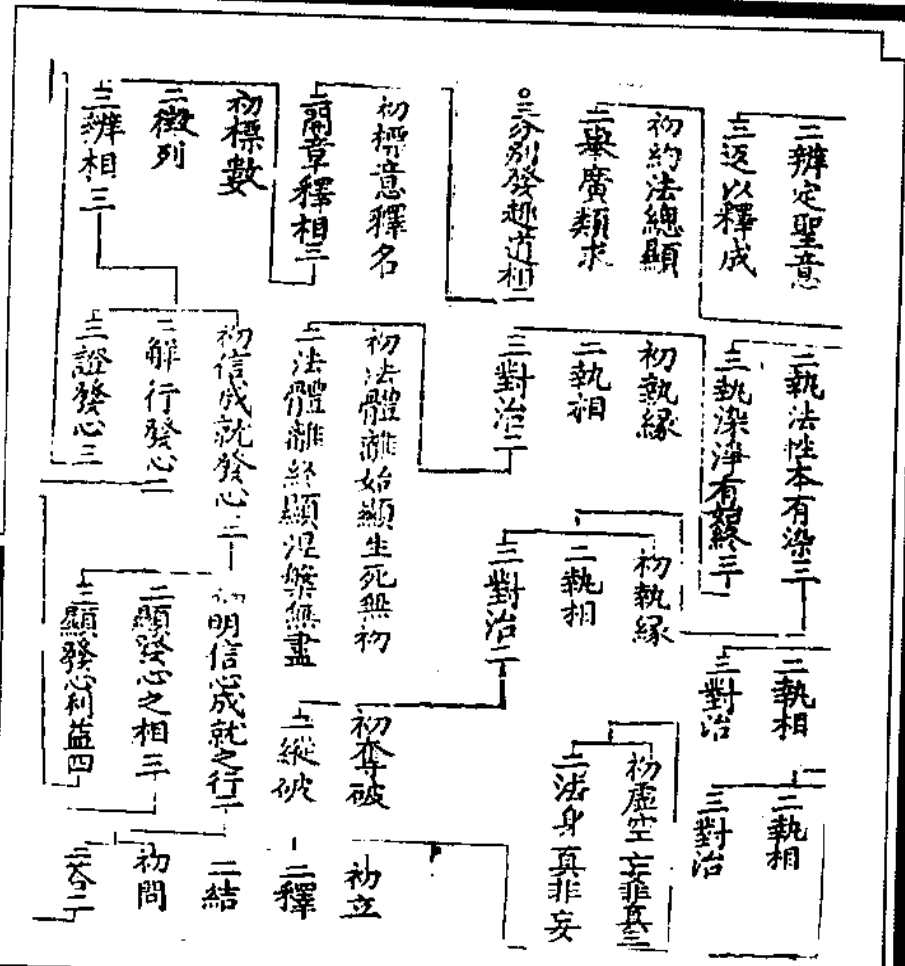 二辨定聖意
三返以釋成
初約法總顯
二舉廣類求
三分別發趣道相二
初標意釋名
二開章釋相三
初標數
二徵列
三辨相三
二執法性本有染三
三執染淨有始終三
初執緣
二執相
三對治二
初法體離始顯生死無初
二法體離終顯涅槃無盡
初信成就發心三
二解行發心二
三證發心三
二執相
三對治
初執緣
二執相
三對治二
初明信心成就之行二
二顯發心之相三
三顯發心利益四
二執相
三對治
初虛空妄非真三
二法身真非妄
初奪破
二縱破
初立
二釋
二結
初問
二答二